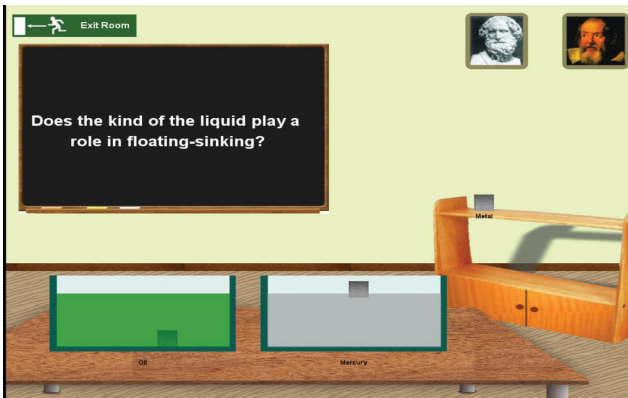 Exit Room
Does the kind of the liquid play a
role in floating-sinking?
Metal
Oil
Mercury